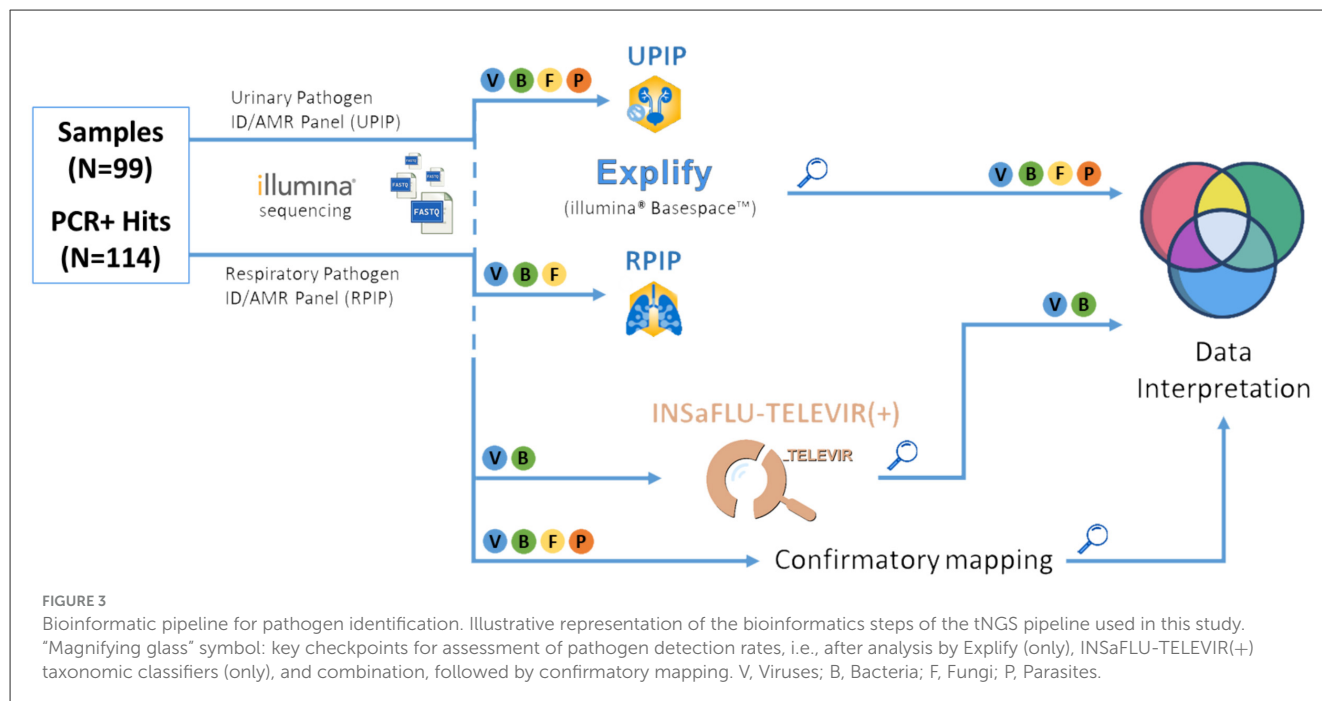 Samples
(N=99)
PCR+ Hits
(N=114)
Urinary Pathogen
ID/AMR Panel (UPIP)
illumina®
sequencing
FASTQ
FASTQ
FASTQ
FASTQ
FASTQ
Respiratory Pathogen
ID/AMR Panel (RPIP)
V B F P
UPIP
Explify
(illumina® Basespace™)
V B F P
V B F
RPIP
V B
Data
Interpretation
INSaFLU-TELEVIR(+)
TELEVIR
V B
V B F P
Confirmatory mapping
FIGURE 3
Bioinformatic pipeline for pathogen identification. Illustrative representation of the bioinformatics steps of the tNGS pipeline used in this study.
"Magnifying glass" symbol: key checkpoints for assessment of pathogen detection rates, i.e., after analysis by Explify (only), INSaFLU-TELEVIR(+)
taxonomic classifiers (only), and combination, followed by confirmatory mapping. V, Viruses; B, Bacteria; F, Fungi; P, Parasites.